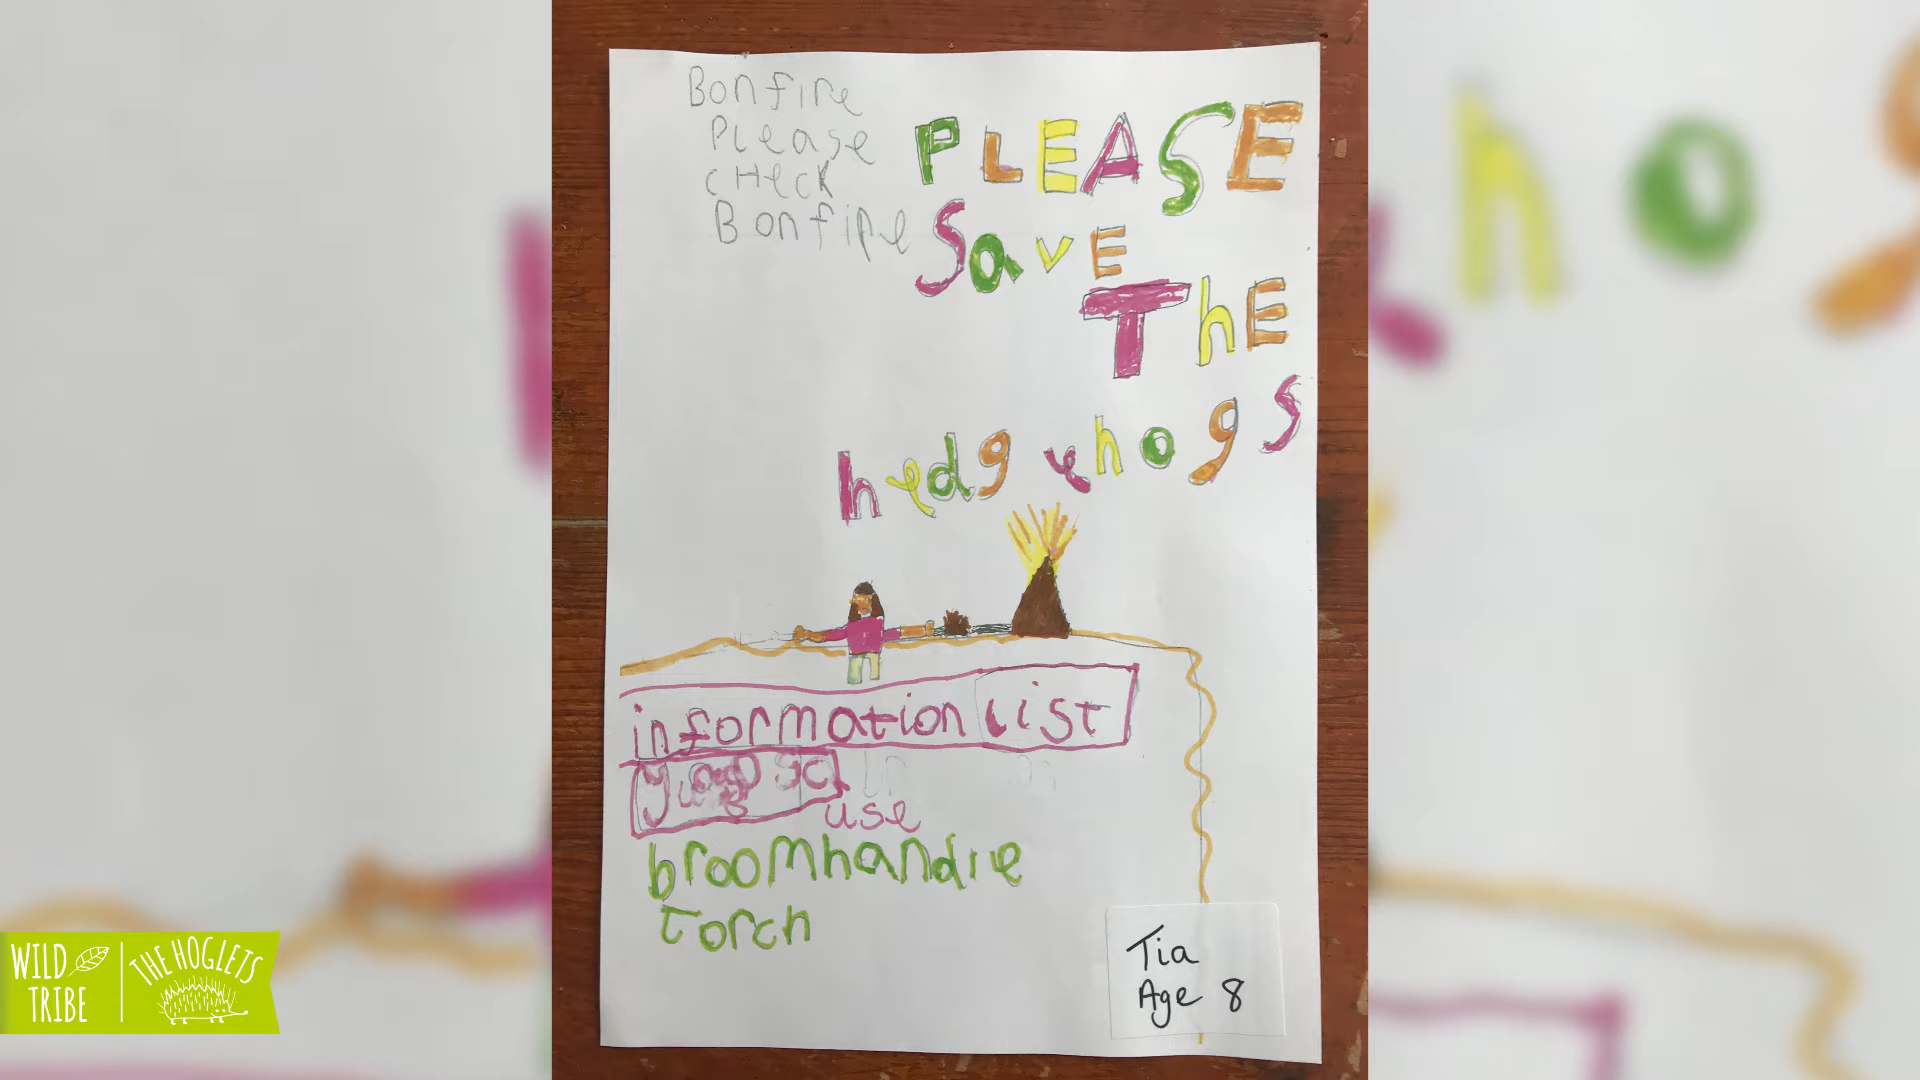 Bonfire
Please
cHeck
Bonfire
PLEASE
SavE
ThE
hedgehogs
information List
use
broomhandle
torch
Tia
Age 8
WILD TRIBE
THE HOGLETS